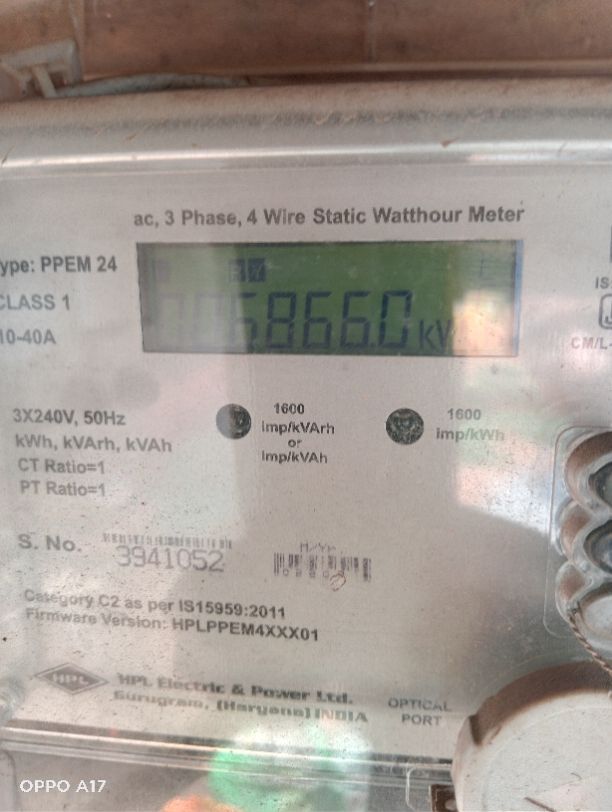 ac, 3 Phase, 4 Wire Static Watthour Meter
ype: PPEM 24
CLASS 1
10-40A
R Y
005866.0 kV
IS
CM/L-
3X240V, 50Hz
kWh, kVArh, kVAh
CT Ratio=1
PT Ratio=1
1600
imp/kVArh
or
imp/kVAh
1600
imp/kWh
S. No.
3941052
M/Yr
Category C2 as per IS15959:2011
Firmware Version: HPLPPEM4XXX01
HPL
HPL Electric & Power Ltd.
Gurugram, (Haryana) INDIA
OPTICAL
PORT
OPPO A17